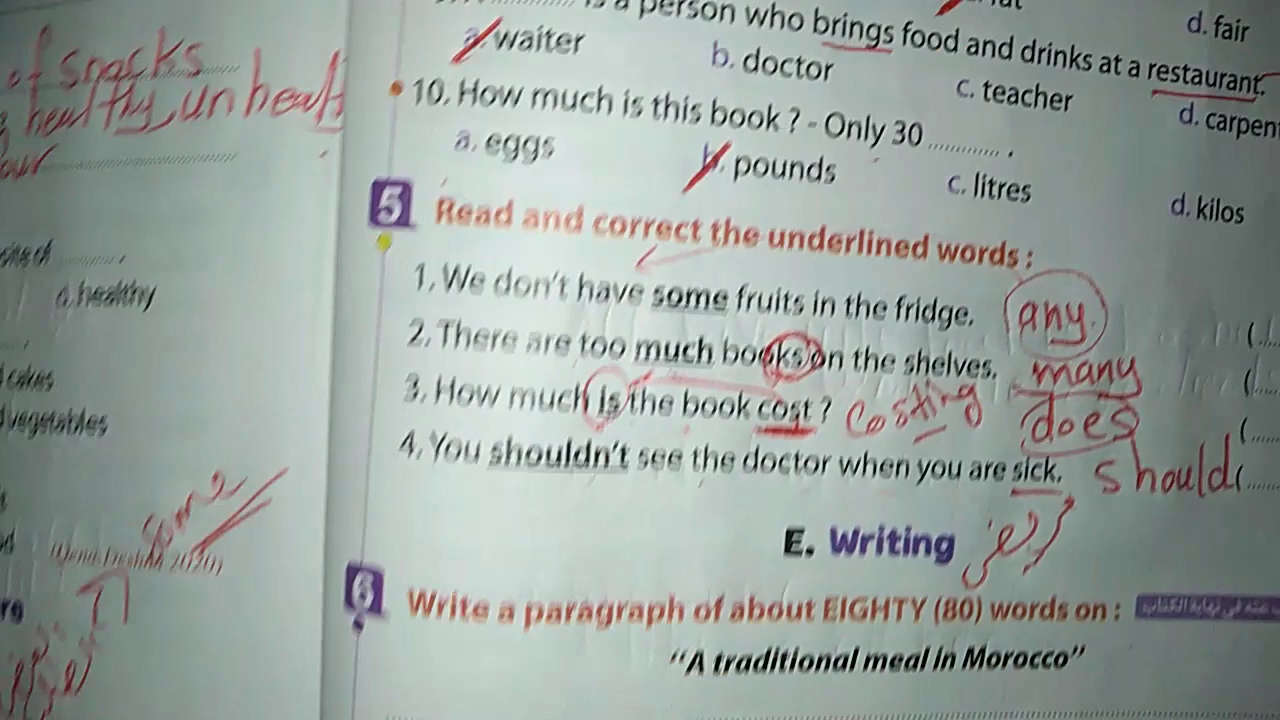 is a person who brings food and drinks at a restaurant.
d. fair
a. waiter b. doctor c. teacher d. carpen
10. How much is this book ? - Only 30 ............ .
a. eggs b. pounds c. litres d. kilos
of snacks
healthy, unhealt
5 Read and correct the underlined words :
1. We don't have some fruits in the fridge. any (....
2. There are too much books on the shelves. many (....
3. How much is the book cost ? costing does (....
4. You shouldn't see the doctor when you are sick. should (....
a. healthy
cakes
vegetables
some
E. Writing
6 Write a paragraph of about EIGHTY (80) words on :
"A traditional meal in Morocco"